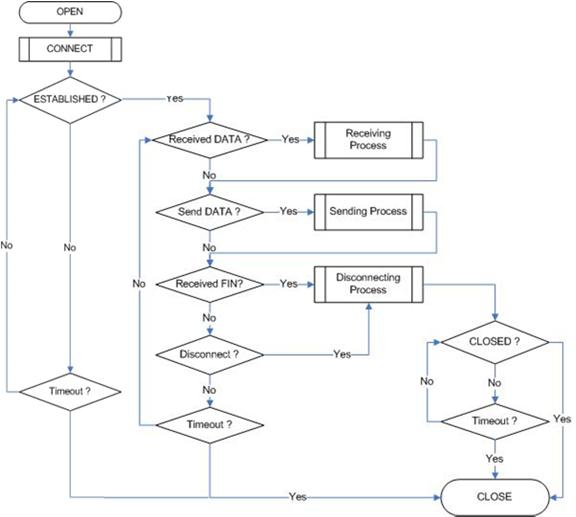 OPEN
CONNECT
ESTABLISHED ?
Yes
Received DATA ?
Yes
Receiving
Process
No
Send DATA ?
Yes
Sending Process
No
No
No
No
Received FIN?
Yes
Disconnecting
Process
No
Disconnect ?
Yes
CLOSED ?
No
No
No
Timeout ?
Timeout ?
Timeout ?
Yes
Yes
Yes
CLOSE